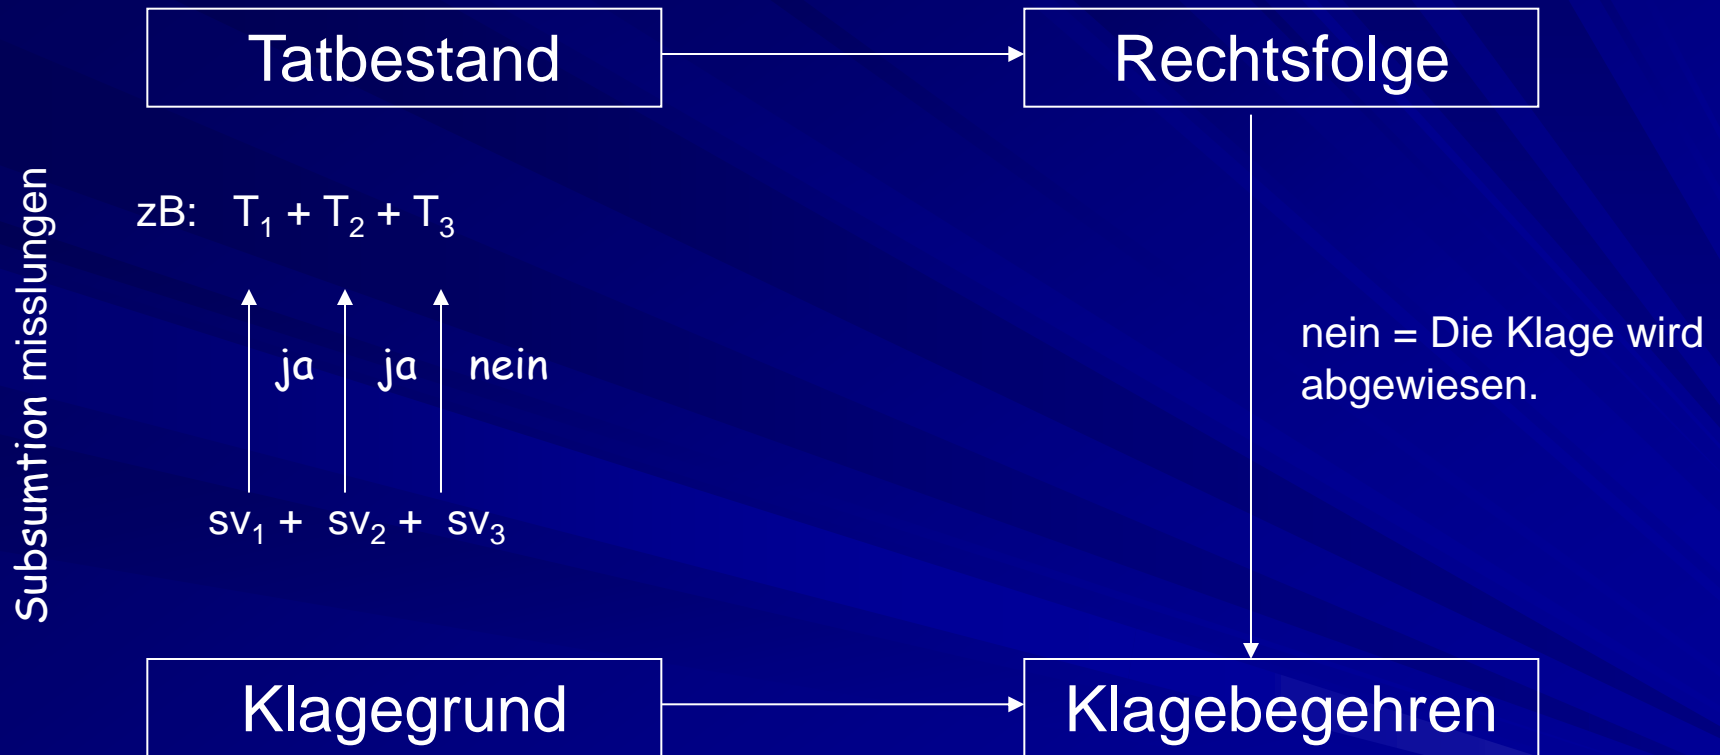 Tatbestand
Rechtsfolge
Subsumtion misslungen
zB: T₁ + T₂ + T₃
ja ja nein
nein = Die Klage wird
abgewiesen.
sv₁ + sv₂ + sv₃
Klagegrund
Klagebegehren